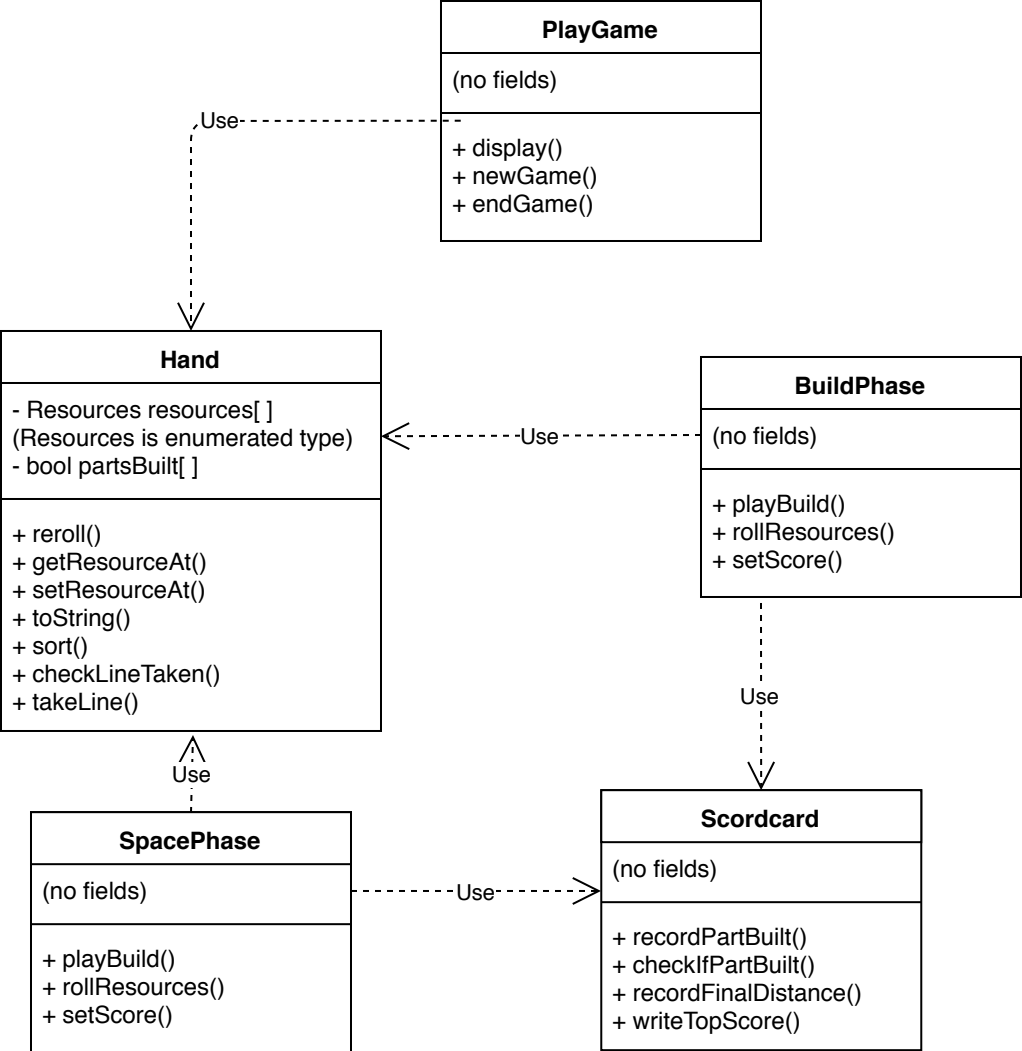 PlayGame
(no fields)
+ display()
+ newGame()
+ endGame()
Use
Hand
- Resources resources[ ]
(Resources is enumerated type)
- bool partsBuilt[ ]
+ reroll()
+ getResourceAt()
+ setResourceAt()
+ toString()
+ sort()
+ checkLineTaken()
+ takeLine()
Use
BuildPhase
(no fields)
+ playBuild()
+ rollResources()
+ setScore()
Use
Use
SpacePhase
(no fields)
+ playBuild()
+ rollResources()
+ setScore()
Use
Scordcard
(no fields)
+ recordPartBuilt()
+ checkIfPartBuilt()
+ recordFinalDistance()
+ writeTopScore()